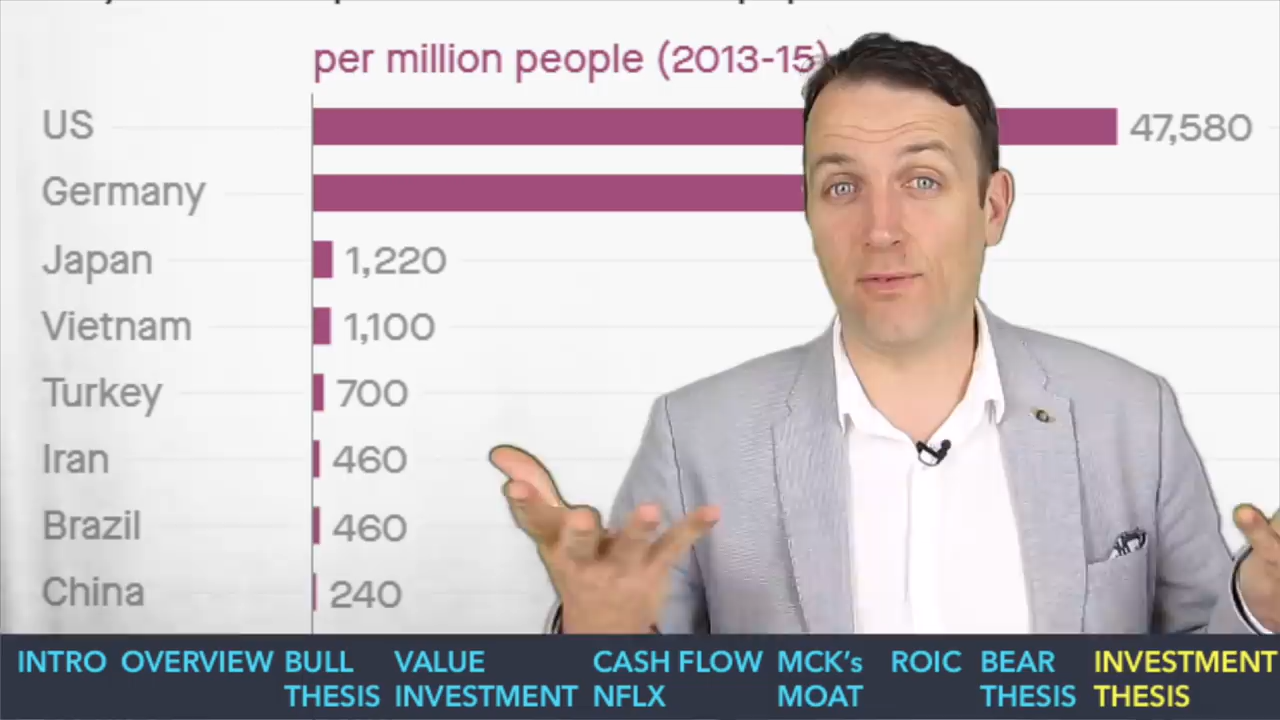 per million people (2013-15)
US 47,580
Germany
Japan 1,220
Vietnam 1,100
Turkey 700
Iran 460
Brazil 460
China 240
INTRO OVERVIEW BULL VALUE CASH FLOW MCK's ROIC BEAR INVESTMENT
THESIS INVESTMENT NFLX MOAT THESIS THESIS